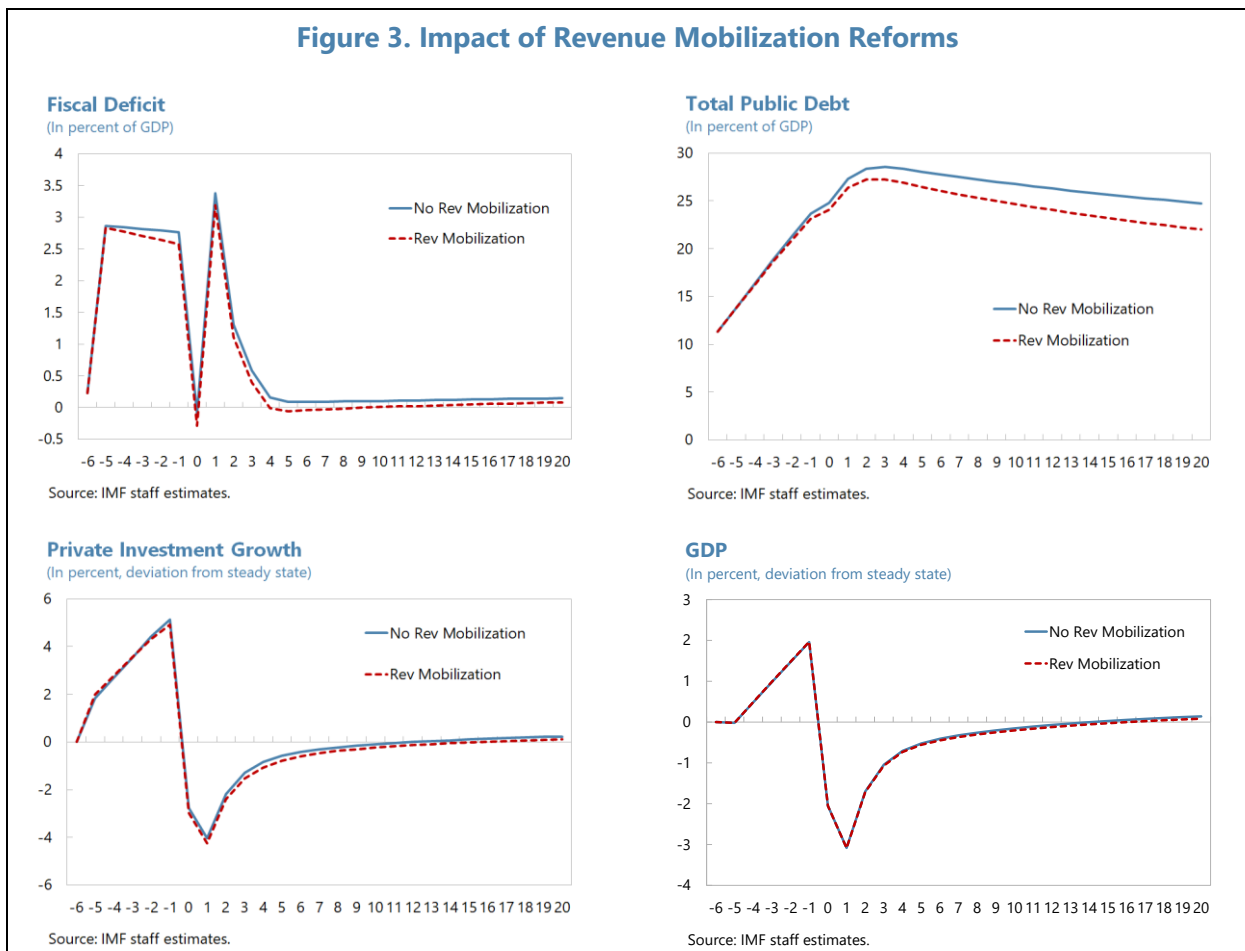 Figure 3. Impact of Revenue Mobilization Reforms
Fiscal Deficit
(In percent of GDP)
4
3.5
3
2.5
2
1.5
1
0.5
0
-0.5
No Rev Mobilization
Rev Mobilization
-6 -5 -4 -3 -2 -1 0 1 2 3 4 5 6 7 8 9 10 11 12 13 14 15 16 17 18 19 20
Source: IMF staff estimates.
Total Public Debt
(In percent of GDP)
30
25
20
15
10
5
0
No Rev Mobilization
Rev Mobilization
-6 -5 -4 -3 -2 -1 0 1 2 3 4 5 6 7 8 9 10 11 12 13 14 15 16 17 18 19 20
Source: IMF staff estimates.
Private Investment Growth
(In percent, deviation from steady state)
6
4
2
0
-2
-4
-6
No Rev Mobilization
Rev Mobilization
-6 -5 -4 -3 -2 -1 0 1 2 3 4 5 6 7 8 9 10 11 12 13 14 15 16 17 18 19 20
Source: IMF staff estimates.
GDP
(In percent, deviation from steady state)
3
2
1
0
-1
-2
-3
-4
No Rev Mobilization
Rev Mobilization
-6 -5 -4 -3 -2 -1 0 1 2 3 4 5 6 7 8 9 10 11 12 13 14 15 16 17 18 19 20
Source: IMF staff estimates.